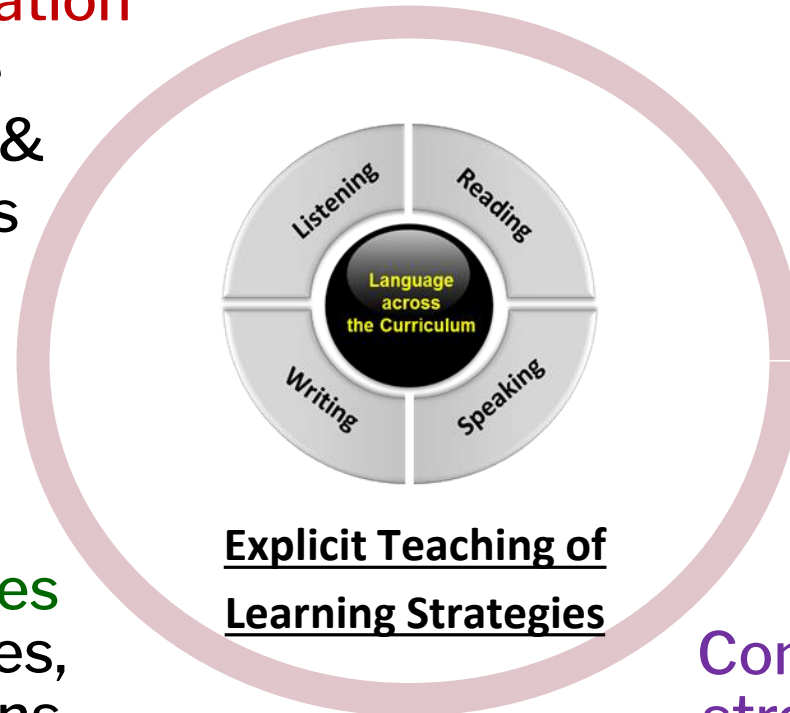 &
Listening
Reading
Language
across
the Curriculum
Writing
Speaking
Explicit Teaching of
Learning Strategies